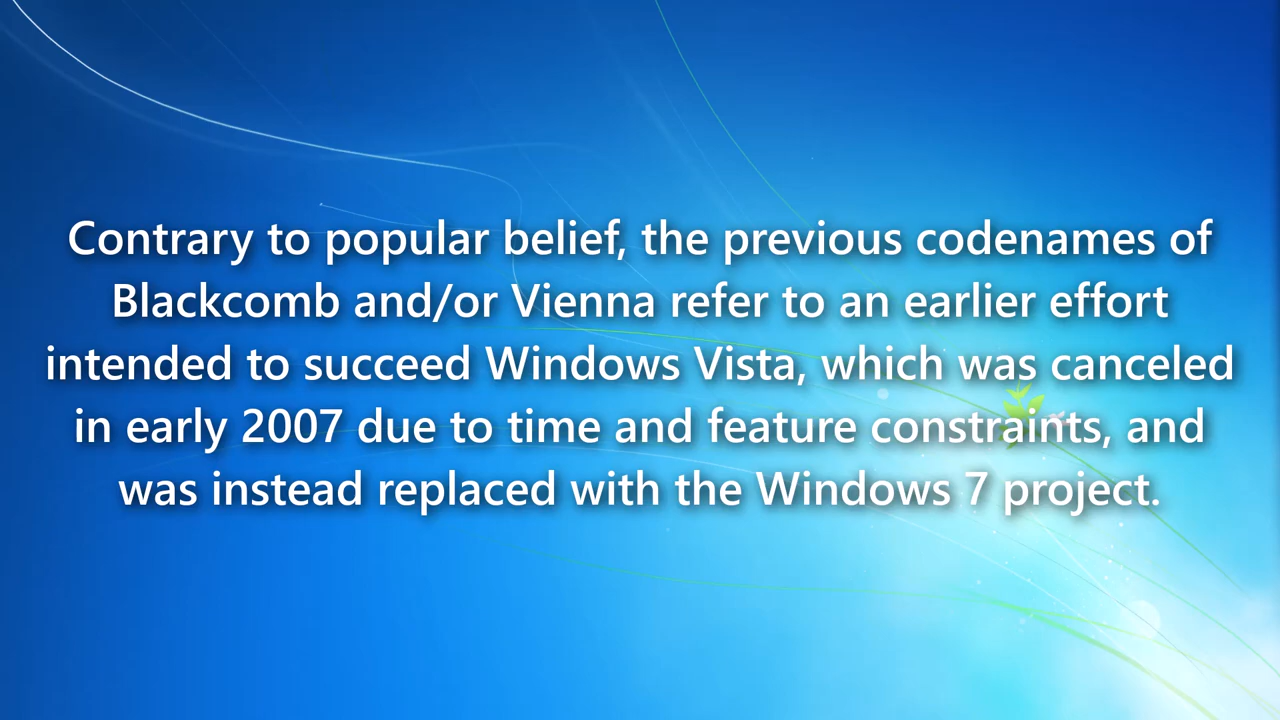 Contrary to popular belief, the previous codenames of
Blackcomb and/or Vienna refer to an earlier effort
intended to succeed Windows Vista, which was canceled
in early 2007 due to time and feature constraints, and
was instead replaced with the Windows 7 project.